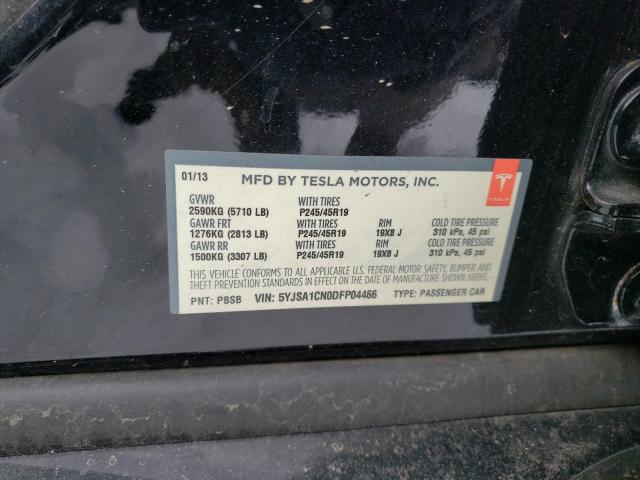 01/13 MFD BY TESLA MOTORS, INC.
TESLA
GVWR WITH TIRES
2590KG (5710 LB) P245/45R19
GAWR FRT WITH TIRES RIM COLD TIRE PRESSURE
1276KG (2813 LB) P245/45R19 19X8 J 310 kPa, 45 psi
GAWR RR WITH TIRES RIM COLD TIRE PRESSURE
1500KG (3307 LB) P245/45R19 19X8 J 310 kPa, 45 psi
THIS VEHICLE CONFORMS TO ALL APPLICABLE U.S. FEDERAL MOTOR SAFETY, BUMPER AND
THEFT PREVENTION STANDARDS IN EFFECT ON THE DATE OF MANUFACTURE SHOWN ABOVE.
PNT: PBSB VIN: 5YJSA1CN0DFP04466 TYPE: PASSENGER CAR